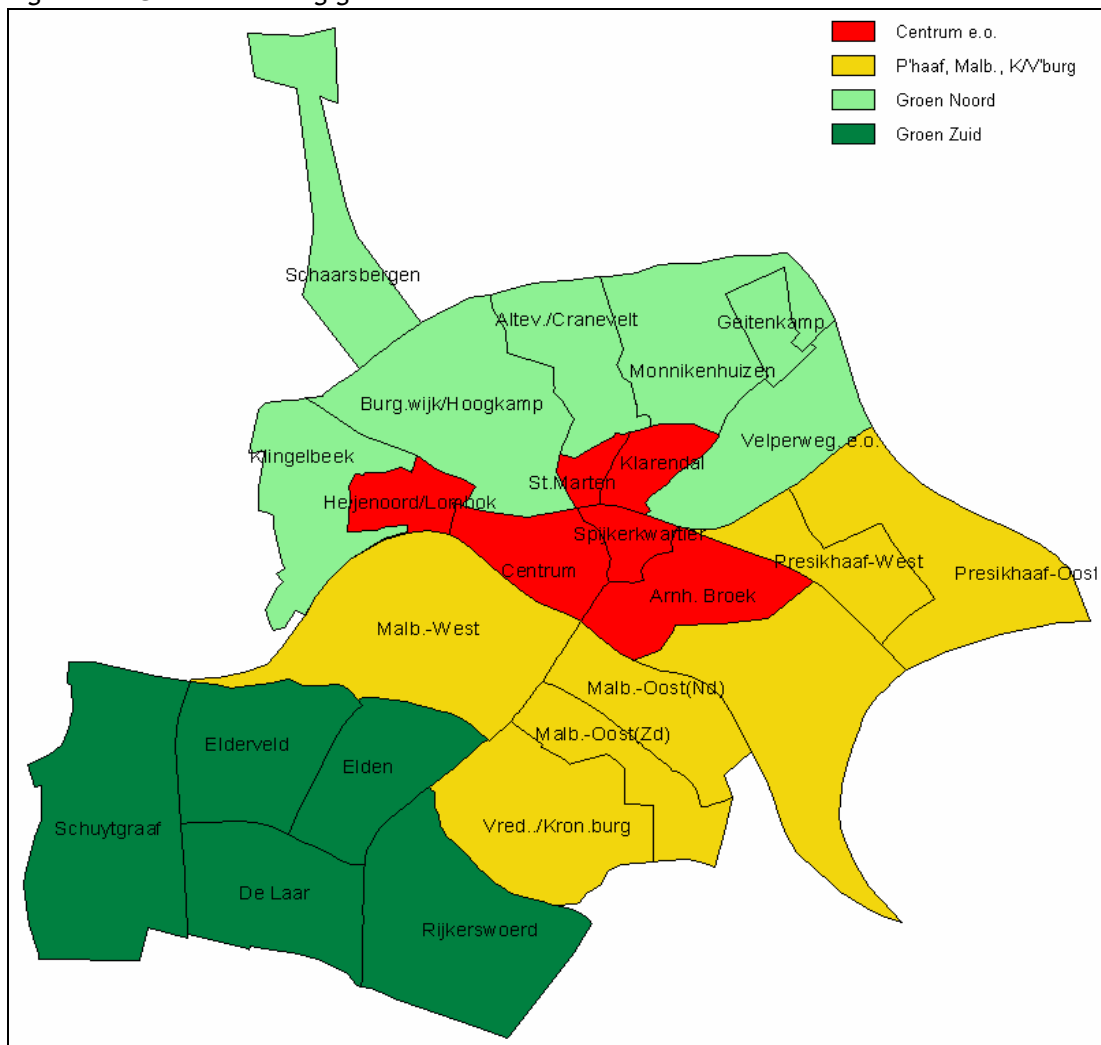 Centrum e.o.
P'haaf, Malb., K/V'burg
Groen Noord
Groen Zuid
Schaarsbergen
Altev./Cranevelt
Geitenkamp
Monnikenhuizen
Burg.wijk/Hoogkamp
Velperweg. e.o.
Klingelbeek
Klarendal
St.Marten
Heijenoord/Lombok
Spijkerkwartier
Centrum
Presikhaaf-West
Presikhaaf-Oost
Arnh. Broek
Malb.-West
Malb.-Oost(Nd)
Malb.-Oost(Zd)
Elderveld
Elden
Schuytgraaf
Vred../Kron.burg
De Laar
Rijkerswoerd